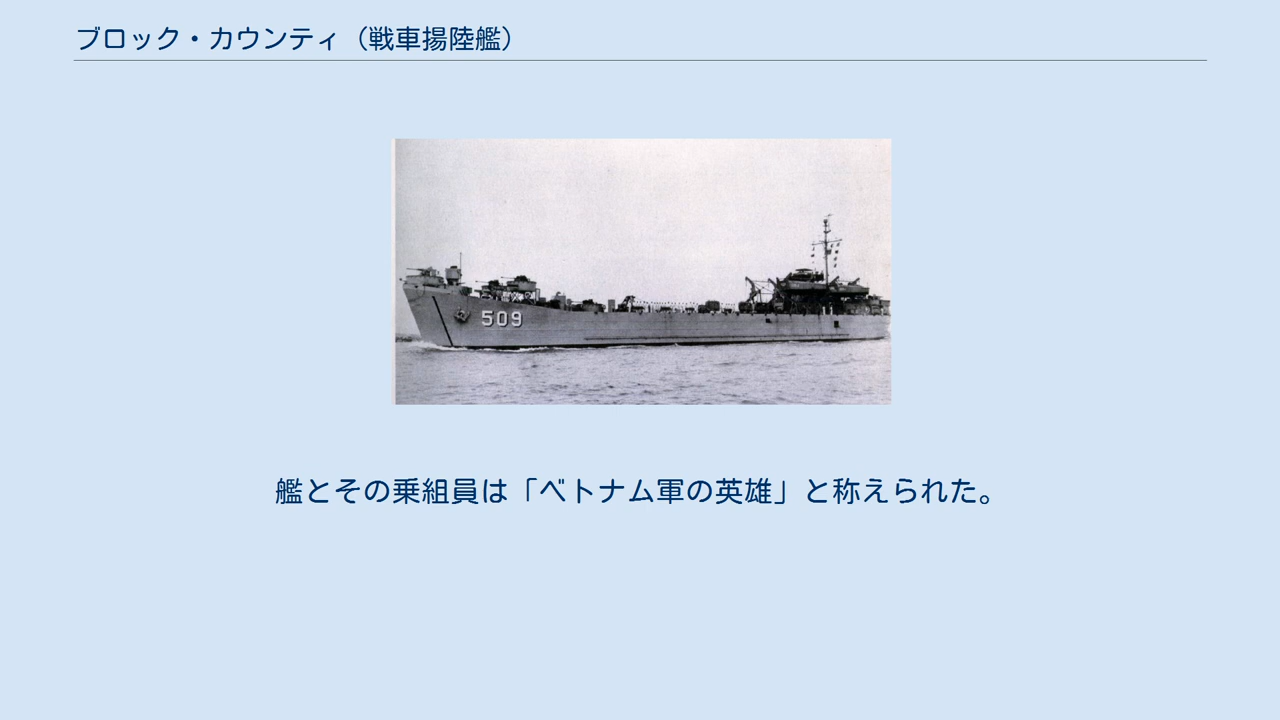 ブロック・カウンティ（戦車揚陸艦）
509
艦とその乗組員は「ベトナム軍の英雄」と称えられた。